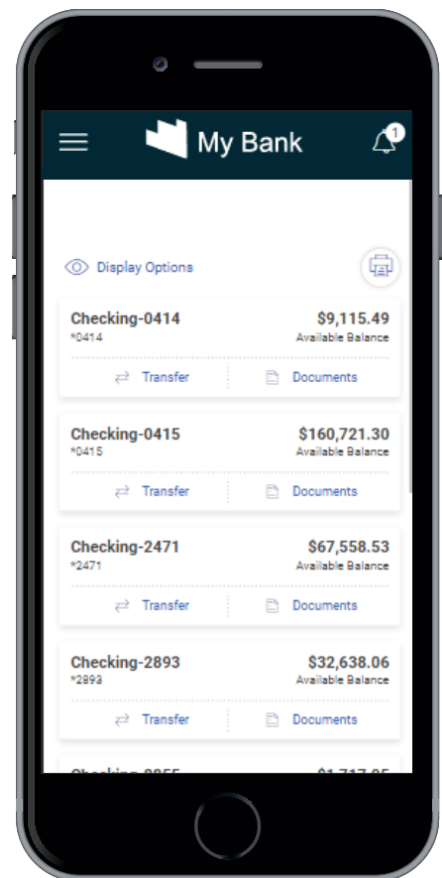 My Bank
1
Display Options
Checking-0414 $9,115.49
*0414 Available Balance
Transfer Documents
Checking-0415 $160,721.30
*0415 Available Balance
Transfer Documents
Checking-2471 $67,558.53
*2471 Available Balance
Transfer Documents
Checking-2893 $32,638.06
*2893 Available Balance
Transfer Documents